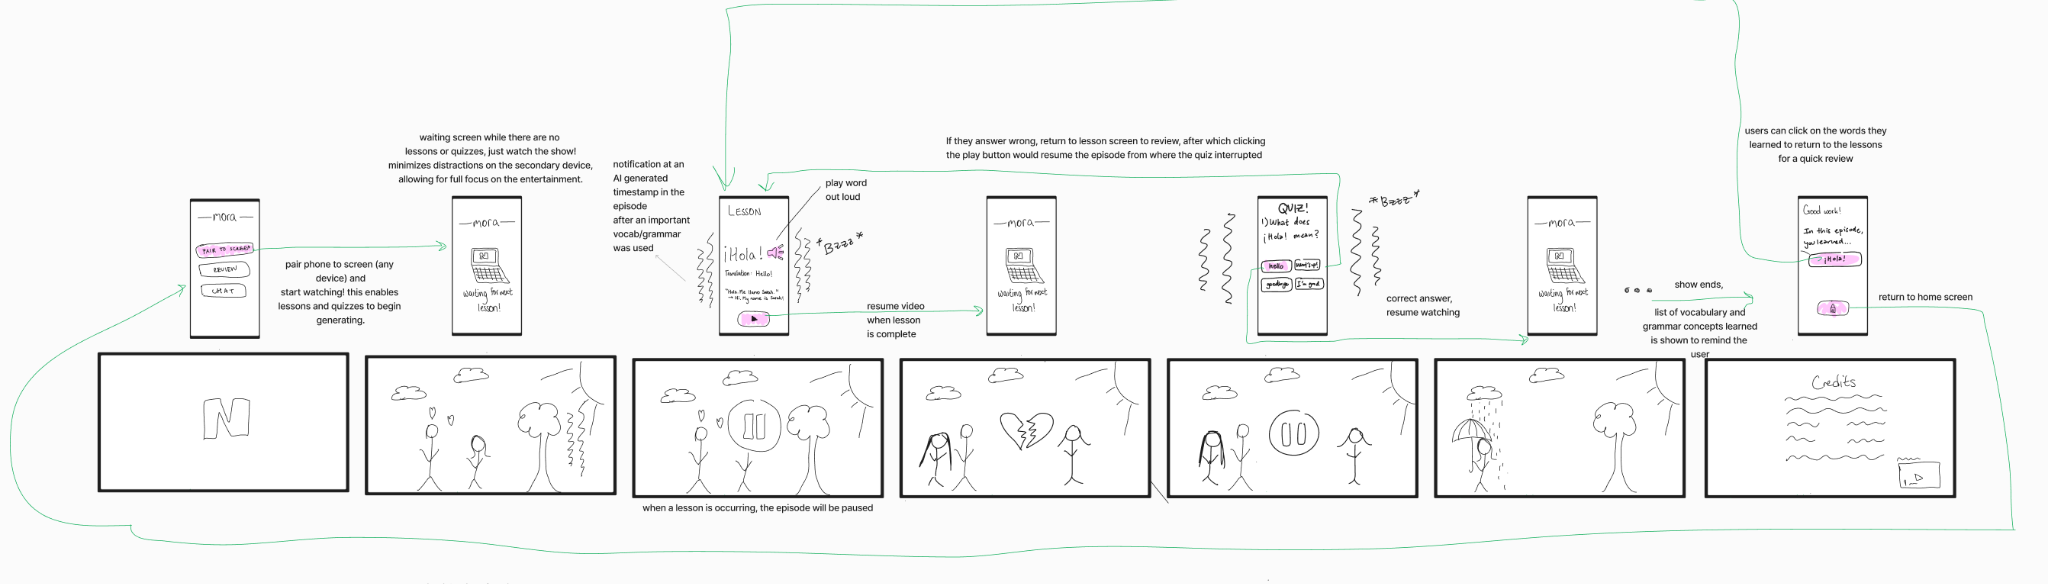 waiting screen while there are no
lessons or quizzes, just watch the show!
minimizes distractions on the secondary device,
allowing for full focus on the entertainment.
notification at an
AI generated
timestamp in the
episode
after an important
vocab/grammar
was used
play word
out loud
If they answer wrong, return to lesson screen to review, after which clicking
the play button would resume the episode from where the quiz interrupted
users can click on the words they
learned to return to the lessons
for a quick review
mora
PAIR TO SCREEN
REVIEW
CHAT
pair phone to screen (any
device) and
start watching! this enables
lessons and quizzes to begin
generating.
mora
waiting for next
lesson!
LESSON
¡Hola!
Translation: Hello!
*Bzzz*
resume video
when lesson
is complete
mora
waiting for next
lesson!
QUIZ!
1) What does
¡Hola! mean?
hello
goodbye
I'm good
*Bzzz*
correct answer,
resume watching
mora
waiting for next
lesson!
show ends,
list of vocabulary and
grammar concepts learned
is shown to remind the
user
Good work!
In this episode,
you learned...
¡Hola!
return to home screen
N
Credits
when a lesson is occurring, the episode will be paused